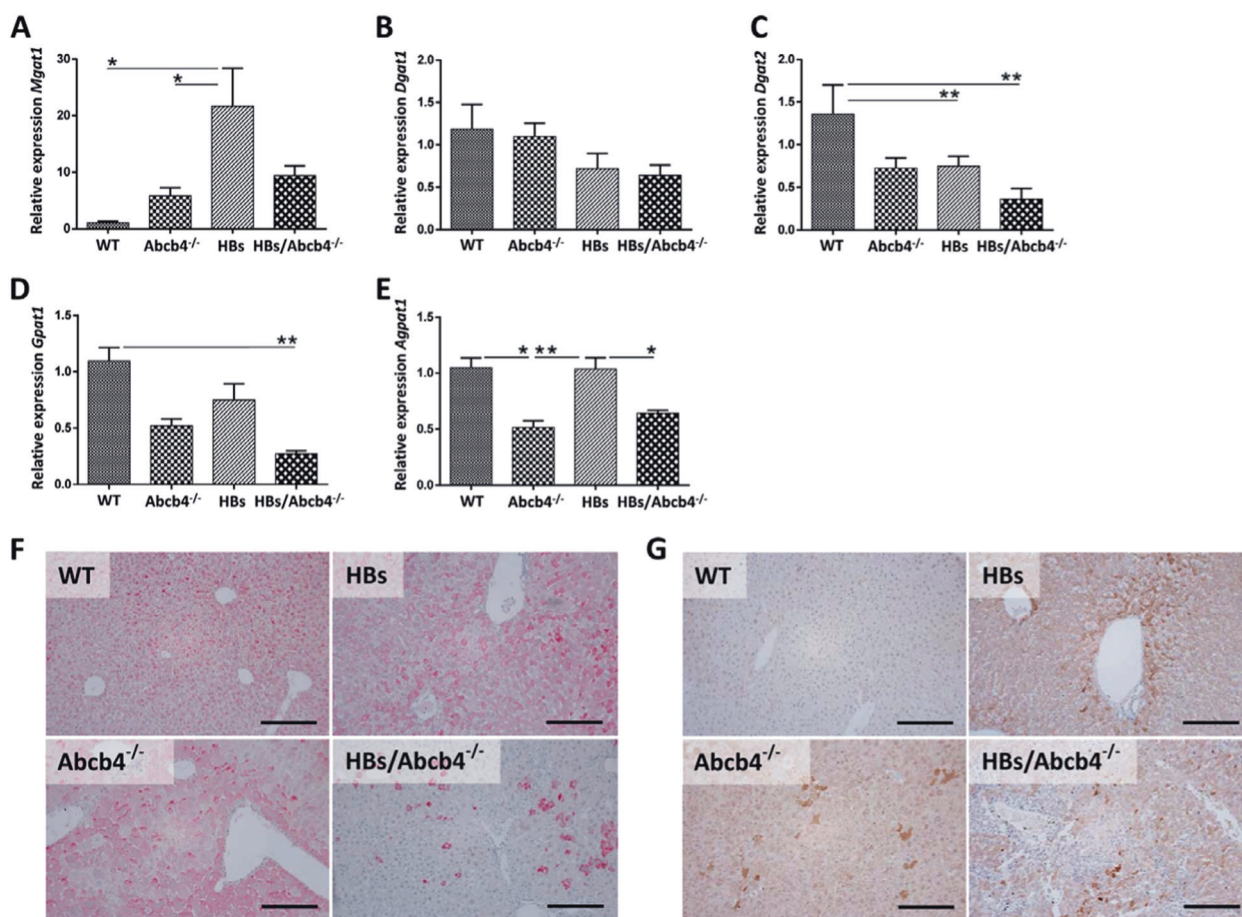 A
Relative expression Mgat1
30
20
10
0
*
*
WT Abcb4-/- HBs HBs/Abcb4-/-
B
Relative expression Dgat1
2.0
1.5
1.0
0.5
0.0
WT Abcb4-/- HBs HBs/Abcb4-/-
C
Relative expression Dgat2
2.0
1.5
1.0
0.5
0.0
**
**
WT Abcb4-/- HBs HBs/Abcb4-/-
D
Relative expression Gpat1
1.5
1.0
0.5
0.0
**
WT Abcb4-/- HBs HBs/Abcb4-/-
E
Relative expression Agpat1
1.5
1.0
0.5
0.0
* ** *
WT Abcb4-/- HBs HBs/Abcb4-/-
F
WT HBs
Abcb4-/- HBs/Abcb4-/-
G
WT HBs
Abcb4-/- HBs/Abcb4-/-